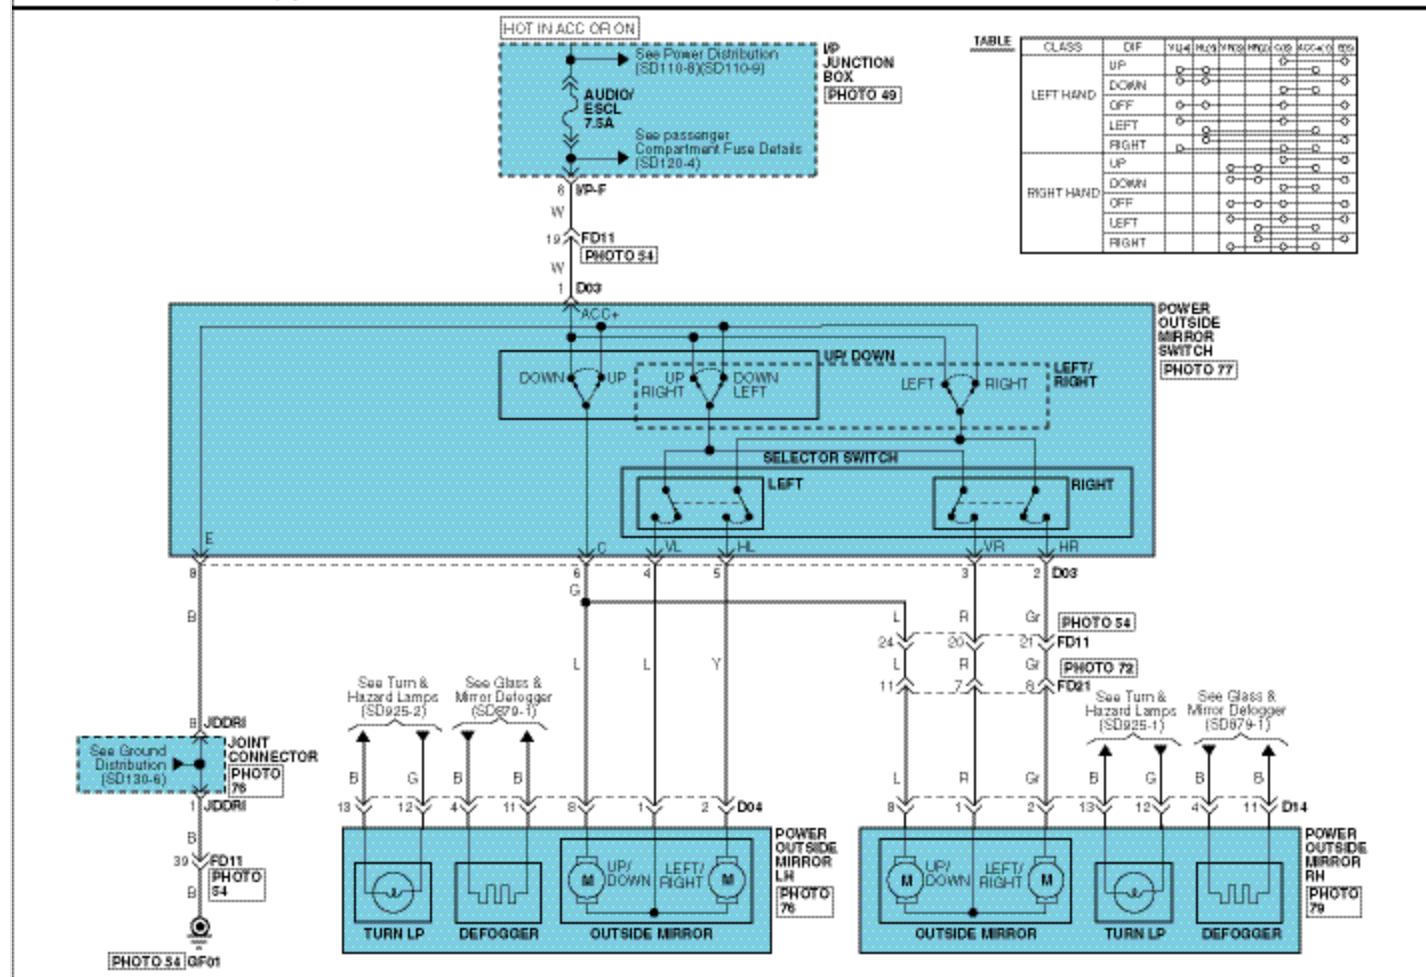 HOT IN ACC OR ON
See Power Distribution
(SD110-8)(SD110-9)
AUDIO/
ESCL
7.5A
See passenger
Compartment Fuse Details
(SD120-4)
I/P
JUNCTION
BOX
PHOTO 49
6 I/P-F
W
19 FD11
PHOTO 54
W
1 D03
TABLE
CLASS DIF
LEFT HAND
UP
DOWN
OFF
LEFT
RIGHT
RIGHT HAND
UP
DOWN
OFF
LEFT
RIGHT
POWER
OUTSIDE
MIRROR
SWITCH
PHOTO 77
ACC+
UP/ DOWN
LEFT/
RIGHT
DOWN UP
UP
RIGHT
DOWN
LEFT
LEFT RIGHT
SELECTOR SWITCH
LEFT
RIGHT
E C VL HL VR HR
6 4 5 3 2 D03
G
B
L L Y
L R Gr
PHOTO 54
24 20 21 FD11
L R Gr
PHOTO 72
11 7 8 FD21
See Turn &
Hazard Lamps
(SD925-2)
See Glass &
Mirror Defogger
(SD879-1)
See Turn &
Hazard Lamps
(SD925-1)
See Glass &
Mirror Defogger
(SD879-1)
JDDRI
See Ground
Distribution
(SD130-6)
JOINT
CONNECTOR
PHOTO
76
1 JDDRI
B
39 FD11
PHOTO
54
B
PHOTO 54 GF01
B G B B
13 12 4 11 8 1 2 D04
TURN LP
DEFOGGER
UP/
DOWN
LEFT/
RIGHT
M M
OUTSIDE MIRROR
POWER
OUTSIDE
MIRROR
LH
PHOTO
76
L R Gr B G B B
8 1 2 13 12 4 11 D14
UP/
DOWN
LEFT/
RIGHT
M M
OUTSIDE MIRROR
TURN LP
DEFOGGER
POWER
OUTSIDE
MIRROR
RH
PHOTO
79